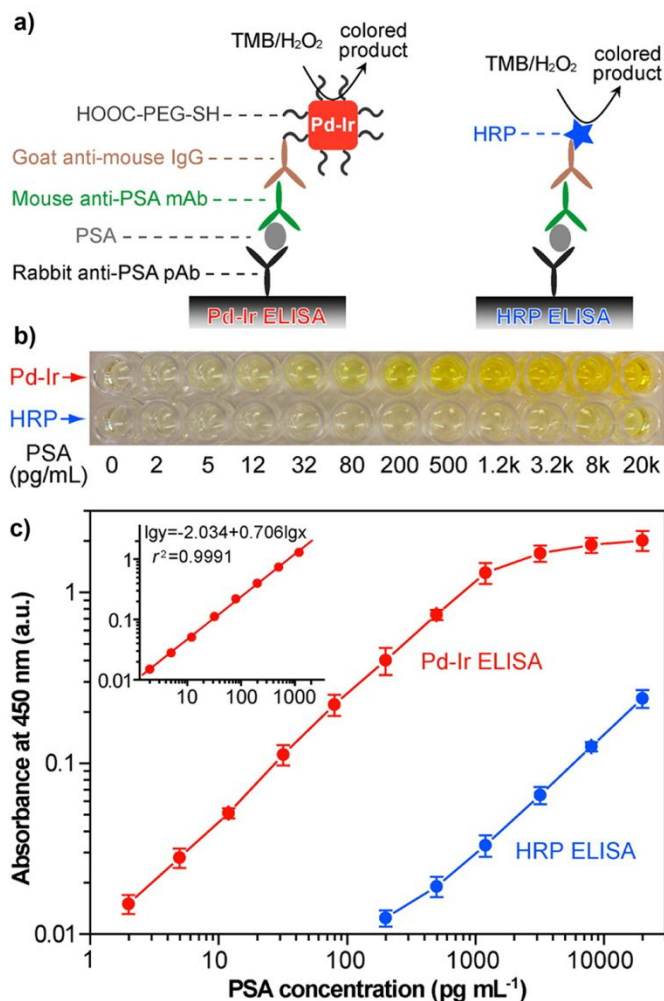 a)
TMB/H₂O₂ colored product
HOOC-PEG-SH
Pd-Ir
Goat anti-mouse IgG
Mouse anti-PSA mAb
PSA
Rabbit anti-PSA pAb
Pd-Ir ELISA
TMB/H₂O₂ colored product
HRP
HRP ELISA
b)
Pd-Ir
HRP
PSA (pg/mL)
0 2 5 12 32 80 200 500 1.2k 3.2k 8k 20k
c)
lgy=-2.034+0.706lgx
r²=0.9991
1
0.1
0.01
10 100 1000
Pd-Ir ELISA
HRP ELISA
Absorbance at 450 nm (a.u.)
1
0.1
0.01
1 10 100 1000 10000
PSA concentration (pg mL⁻¹)